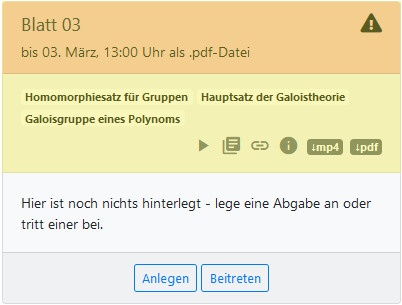 Blatt 03
bis 03. März, 13:00 Uhr als .pdf-Datei
Homomorphiesatz für Gruppen Hauptsatz der Galoistheorie
Galoisgruppe eines Polynoms
↓mp4 ↓pdf
Hier ist noch nichts hinterlegt - lege eine Abgabe an oder
tritt einer bei.
Anlegen Beitreten